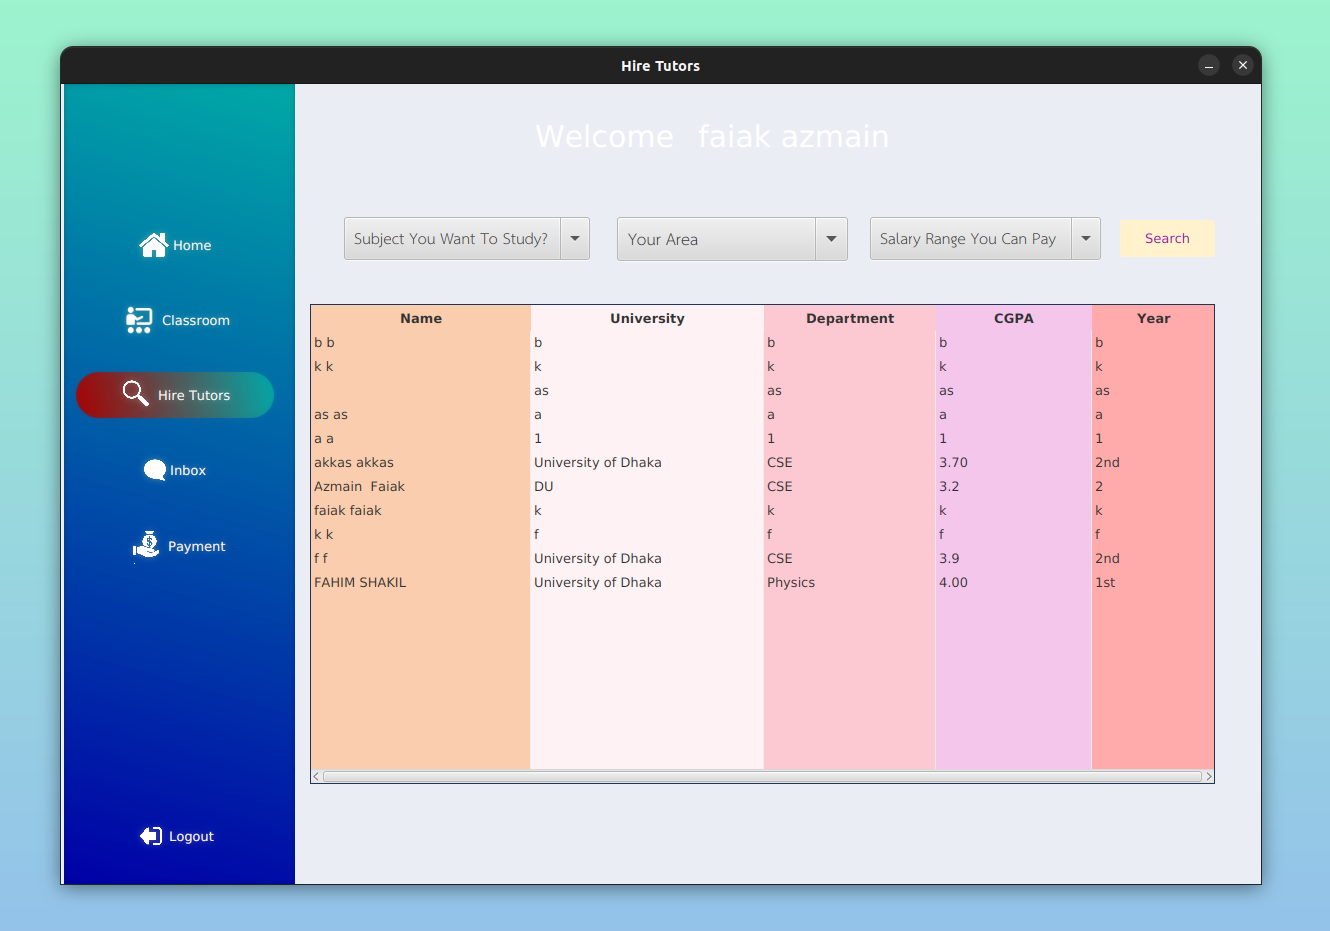 Hire Tutors
Welcome faiak azmain
Home
Classroom
Hire Tutors
Inbox
Payment
Logout
Subject You Want To Study? Your Area Salary Range You Can Pay Search
Name University Department CGPA Year
b b b b b b
k k k k k k
as as as as
as as a a a a
a a 1 1 1 1
akkas akkas University of Dhaka CSE 3.70 2nd
Azmain Faiak DU CSE 3.2 2
faiak faiak k k k k
k k f f f f
f f University of Dhaka CSE 3.9 2nd
FAHIM SHAKIL University of Dhaka Physics 4.00 1st